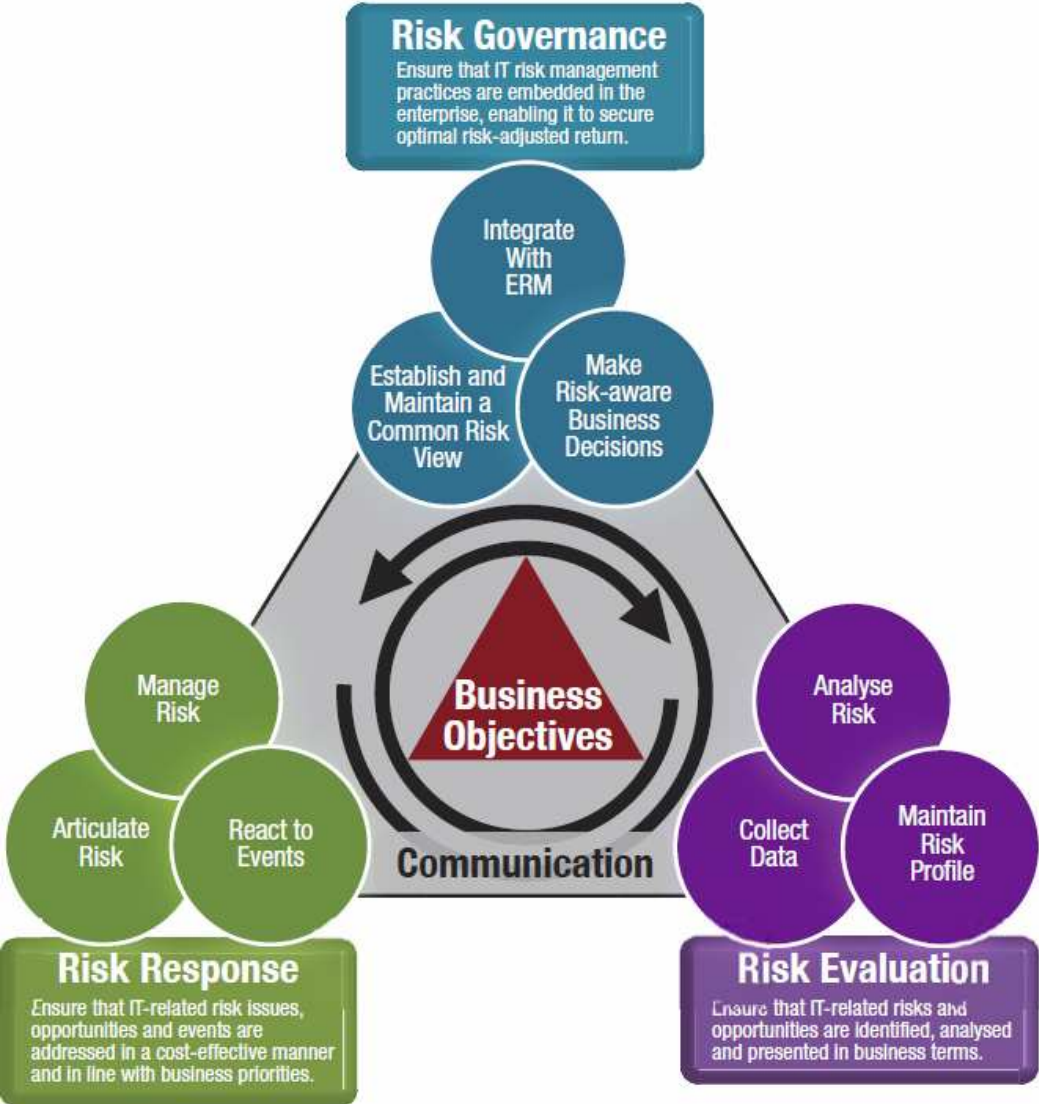 Risk Governance
Ensure that IT risk management
practices are embedded in the
enterprise, enabling it to secure
optimal risk-adjusted return.
Integrate
With
ERM
Establish and
Maintain a
Common Risk
View
Make
Risk-aware
Business
Decisions
Business
Objectives
Communication
Manage
Risk
Articulate
Risk
React to
Events
Risk Response
Ensure that IT-related risk issues,
opportunities and events are
addressed in a cost-effective manner
and in line with business priorities.
Analyse
Risk
Collect
Data
Maintain
Risk
Profile
Risk Evaluation
Ensure that IT-related risks and
opportunities are identified, analysed
and presented in business terms.